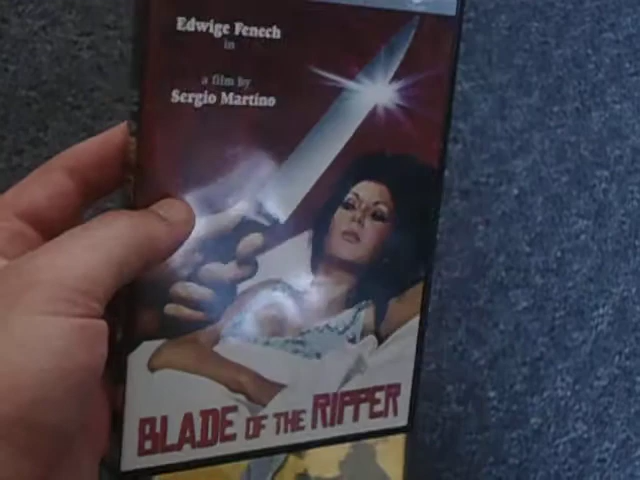 Edwige Fenech
in
a film by
Sergio Martino
BLADE OF THE RIPPER